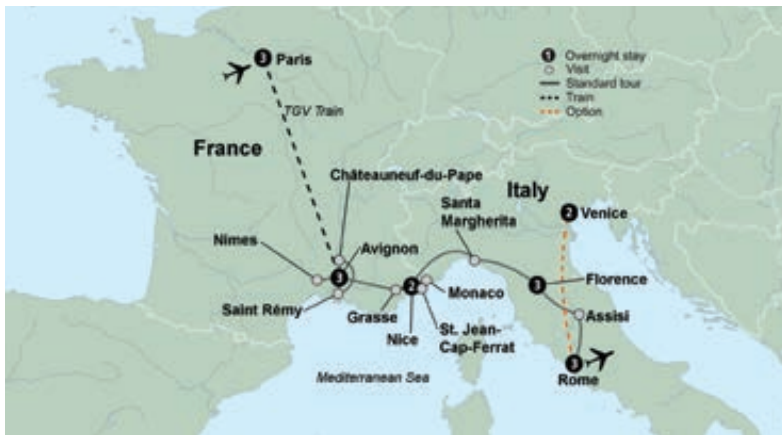 3 Paris
TGV Train
France
1 Overnight stay
Visit
Standard tour
Train
Option
Châteauneuf-du-Pape
Italy
Santa
Margherita
2 Venice
Nimes
Avignon
3
Saint Rémy
Grasse
2
Nice
Monaco
St. Jean-
Cap-Ferrat
3
Florence
Assisi
3
Rome
Mediterranean Sea